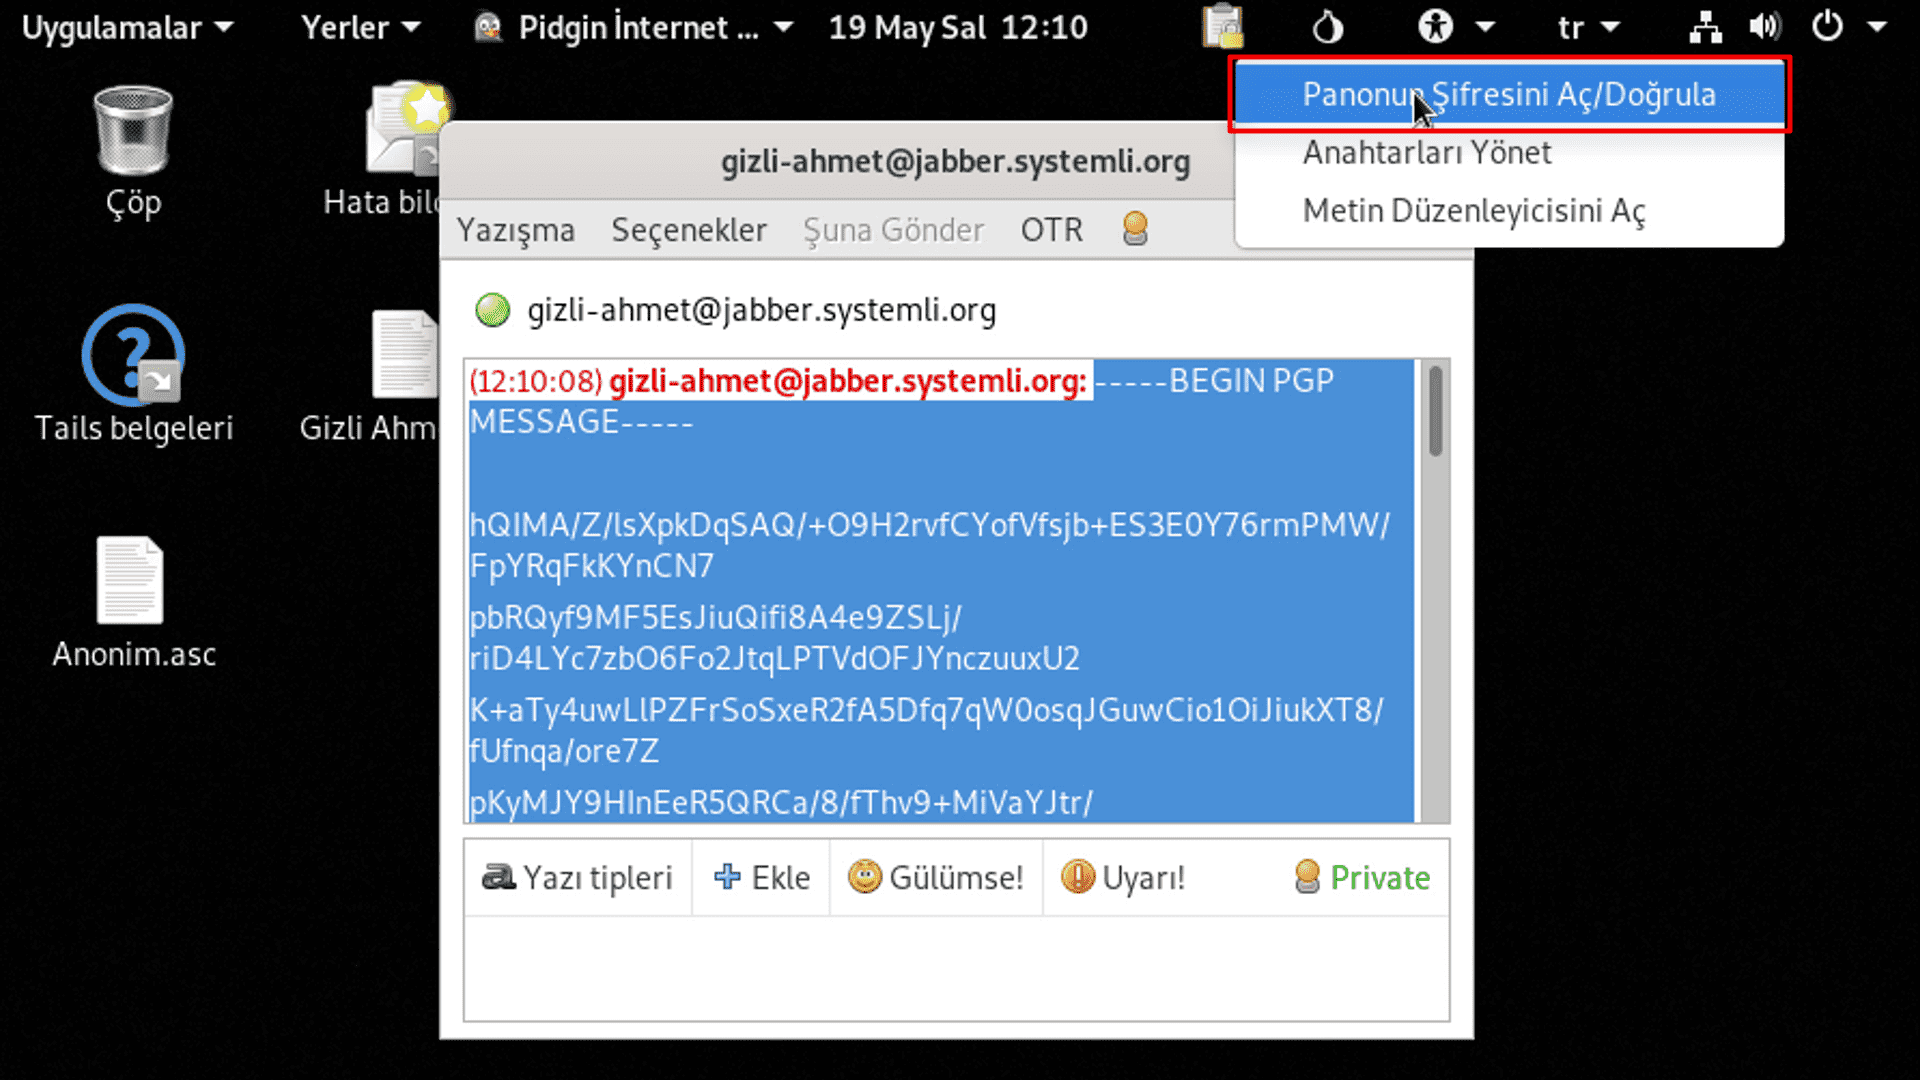 Uygulamalar
Yerler
Pidgin İnternet ...
19 May Sal 12:10
tr
Panonun Şifresini Aç/Doğrula
Anahtarları Yönet
Metin Düzenleyicisini Aç
Çöp
Hata bild
Tails belgeleri
Gizli Ahm
Anonim.asc
gizli-ahmet@jabber.systemli.org
Yazışma Seçenekler Şuna Gönder OTR
gizli-ahmet@jabber.systemli.org
(12:10:08) gizli-ahmet@jabber.systemli.org: -----BEGIN PGP
MESSAGE-----
hQIMA/Z/lsXpkDqSAQ/+O9H2rvfCYofVfsjb+ES3E0Y76rmPMW/
FpYRqFkKYnCN7
pbRQyf9MF5EsJiuQifi8A4e9ZSLj/
riD4LYc7zbO6Fo2JtqLPTVdOFJYnczuuxU2
K+aTy4uwLlPZFrSoSxeR2fA5Dfq7qW0osqJGuwCio1OiJiukXT8/
fUfnqa/ore7Z
pKyMJY9HInEeR5QRCa/8/fThv9+MiVaYJtr/
Yazı tipleri Ekle Gülümse! Uyarı! Private